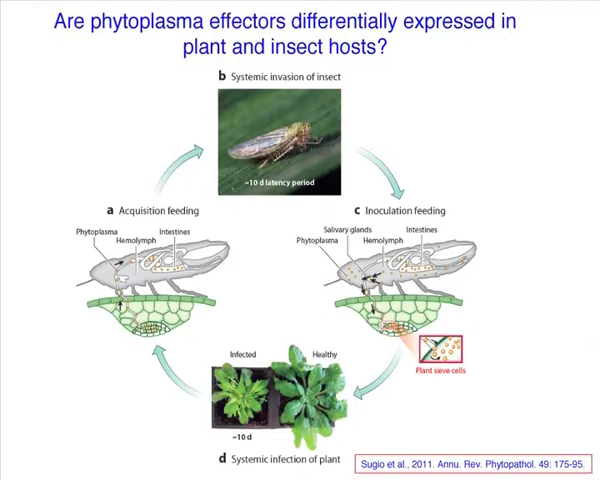 Are phytoplasma effectors differentially expressed in
plant and insect hosts?
b Systemic invasion of insect
~10 d latency period
a Acquisition feeding
c Inoculation feeding
Phytoplasma
Hemolymph
Intestines
Phytoplasma
Salivary glands
Hemolymph
Intestines
Plant sieve cells
Infected
Healthy
~10 d
d Systemic infection of plant
Sugio et al., 2011. Annu. Rev. Phytopathol. 49: 175-95.